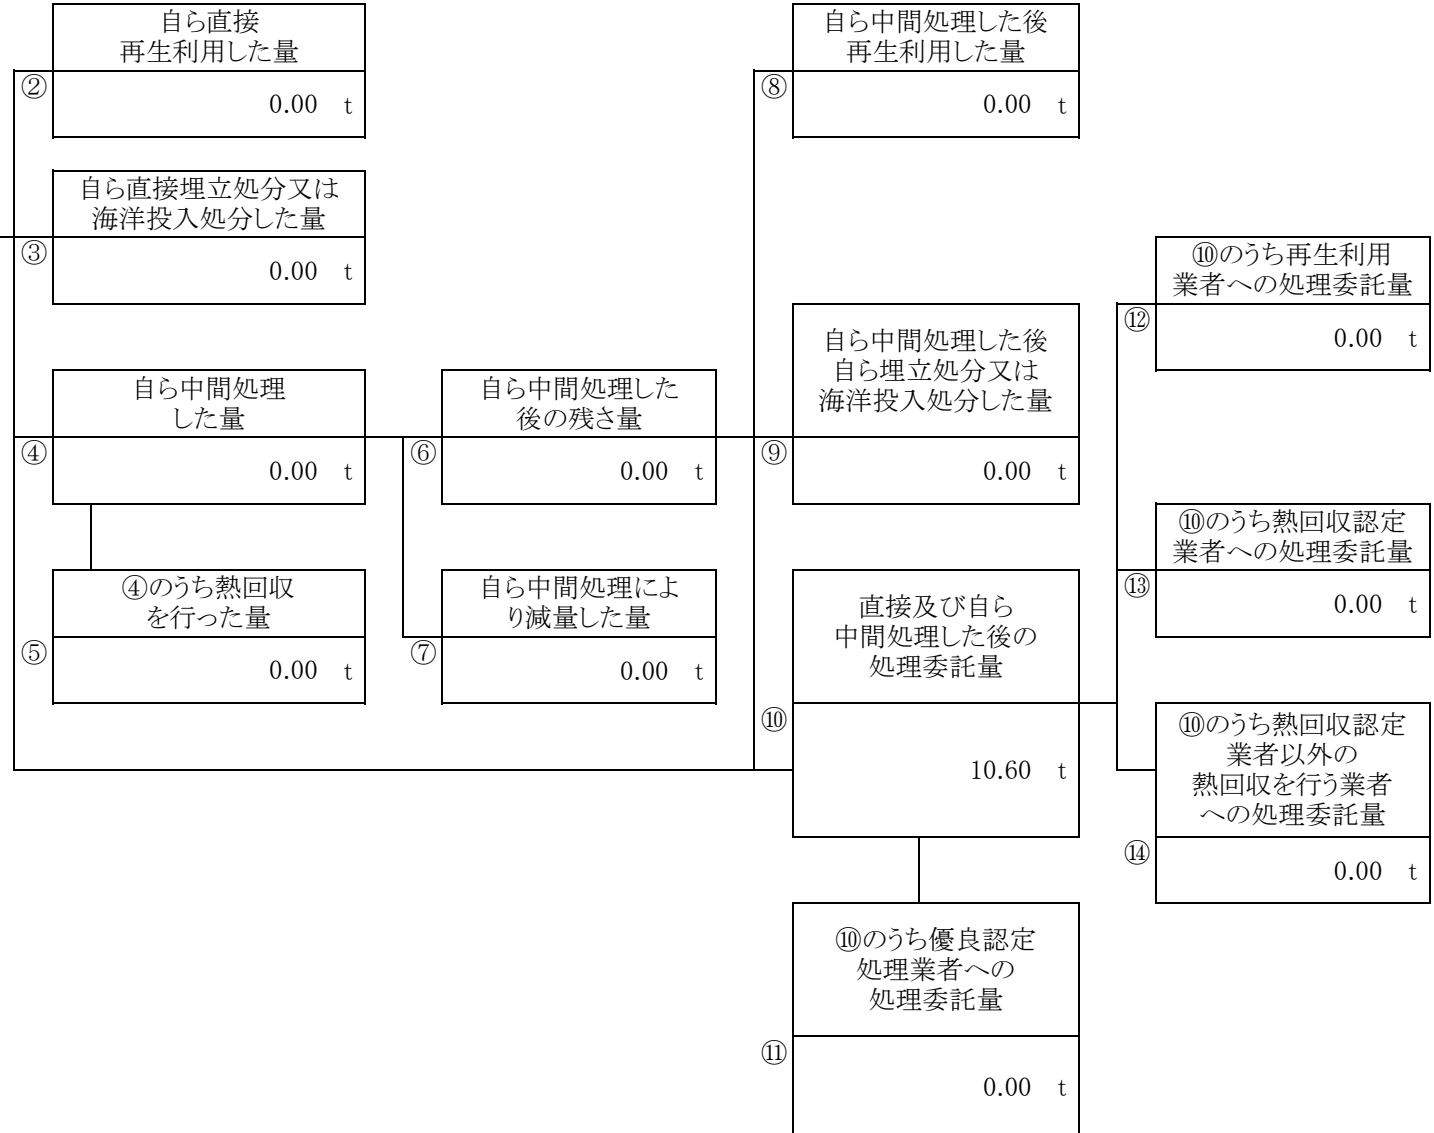 自ら直接
再生利用した量
②
0.00 t
自ら直接埋立処分又は
海洋投入処分した量
③
0.00 t
自ら中間処理
した量
④
0.00 t
④のうち熱回収
を行った量
⑤
0.00 t
自ら中間処理した
後の残さ量
⑥
0.00 t
自ら中間処理によ
り減量した量
⑦
0.00 t
自ら中間処理した後
再生利用した量
⑧
0.00 t
自ら中間処理した後
自ら埋立処分又は
海洋投入処分した量
⑨
0.00 t
直接及び自ら
中間処理した後の
処理委託量
⑩
10.60 t
⑩のうち優良認定
処理業者への
処理委託量
⑪
0.00 t
⑩のうち再生利用
業者への処理委託量
⑫
0.00 t
⑩のうち熱回収認定
業者への処理委託量
⑬
0.00 t
⑩のうち熱回収認定
業者以外の
熱回収を行う業者
への処理委託量
⑭
0.00 t